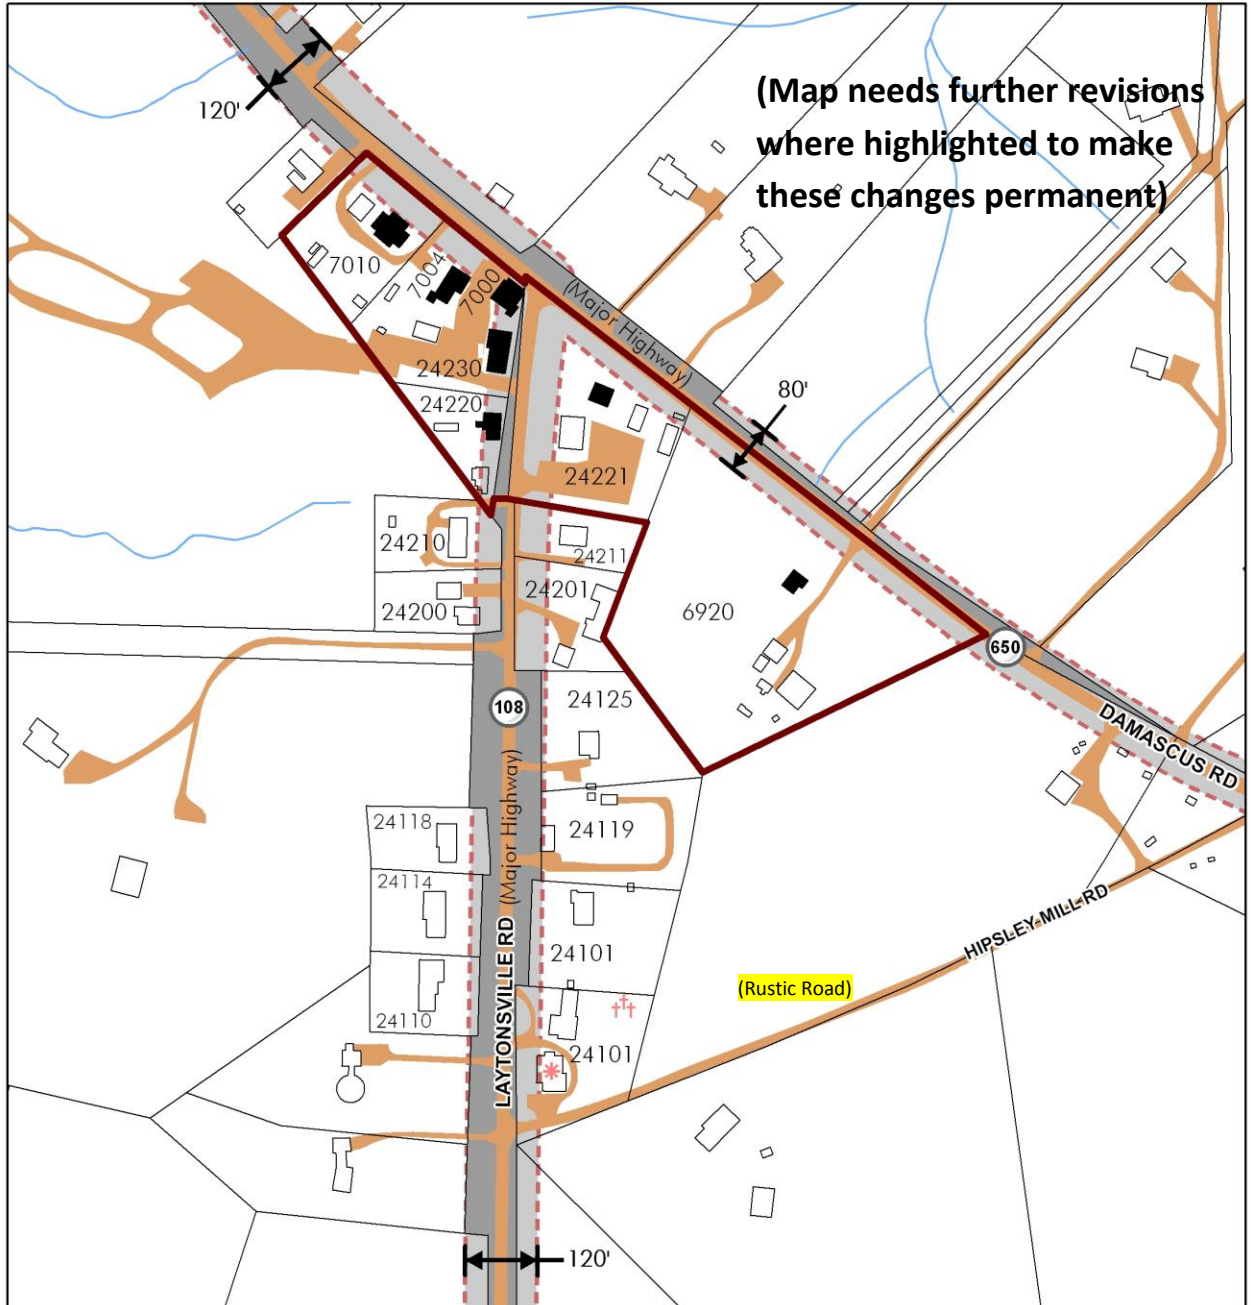 (Map needs further revisions
where highlighted to make
these changes permanent)
120'
7010
7004
7000
(Major Highway)
24230
24220
80'
24221
24210
24211
24201
24200
6920
650
108
24125
DAMASCUS RD
24118
24119
(Major Highway)
24114
HIPSLEY MILL RD
24101
LAYTONSVILLE RD
(Rustic Road)
24110
24101
120'